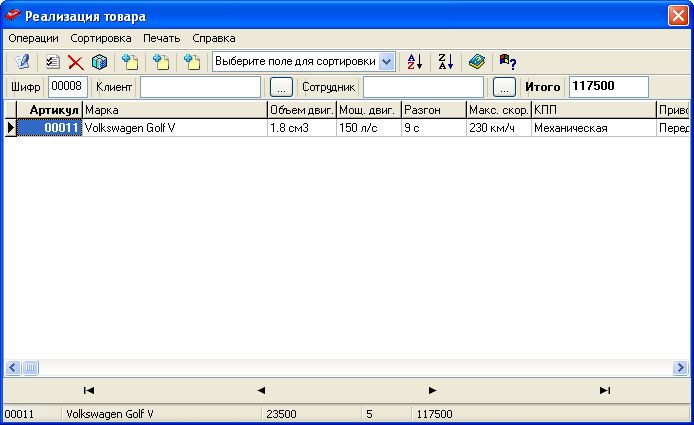 Реализация товара
Операции Сортировка Печать Справка
Выберите поле для сортировки A Z Z A ?
Шифр 00008 Клиент ... Сотрудник ... Итого 117500
Артикул Марка Объем двиг. Мощ. двиг. Разгон Макс. скор. КПП Приво
00011 Volkswagen Golf V 1.8 см3 150 л/с 9 с 230 км/ч Механическая Перед
00011 Volkswagen Golf V 23500 5 117500